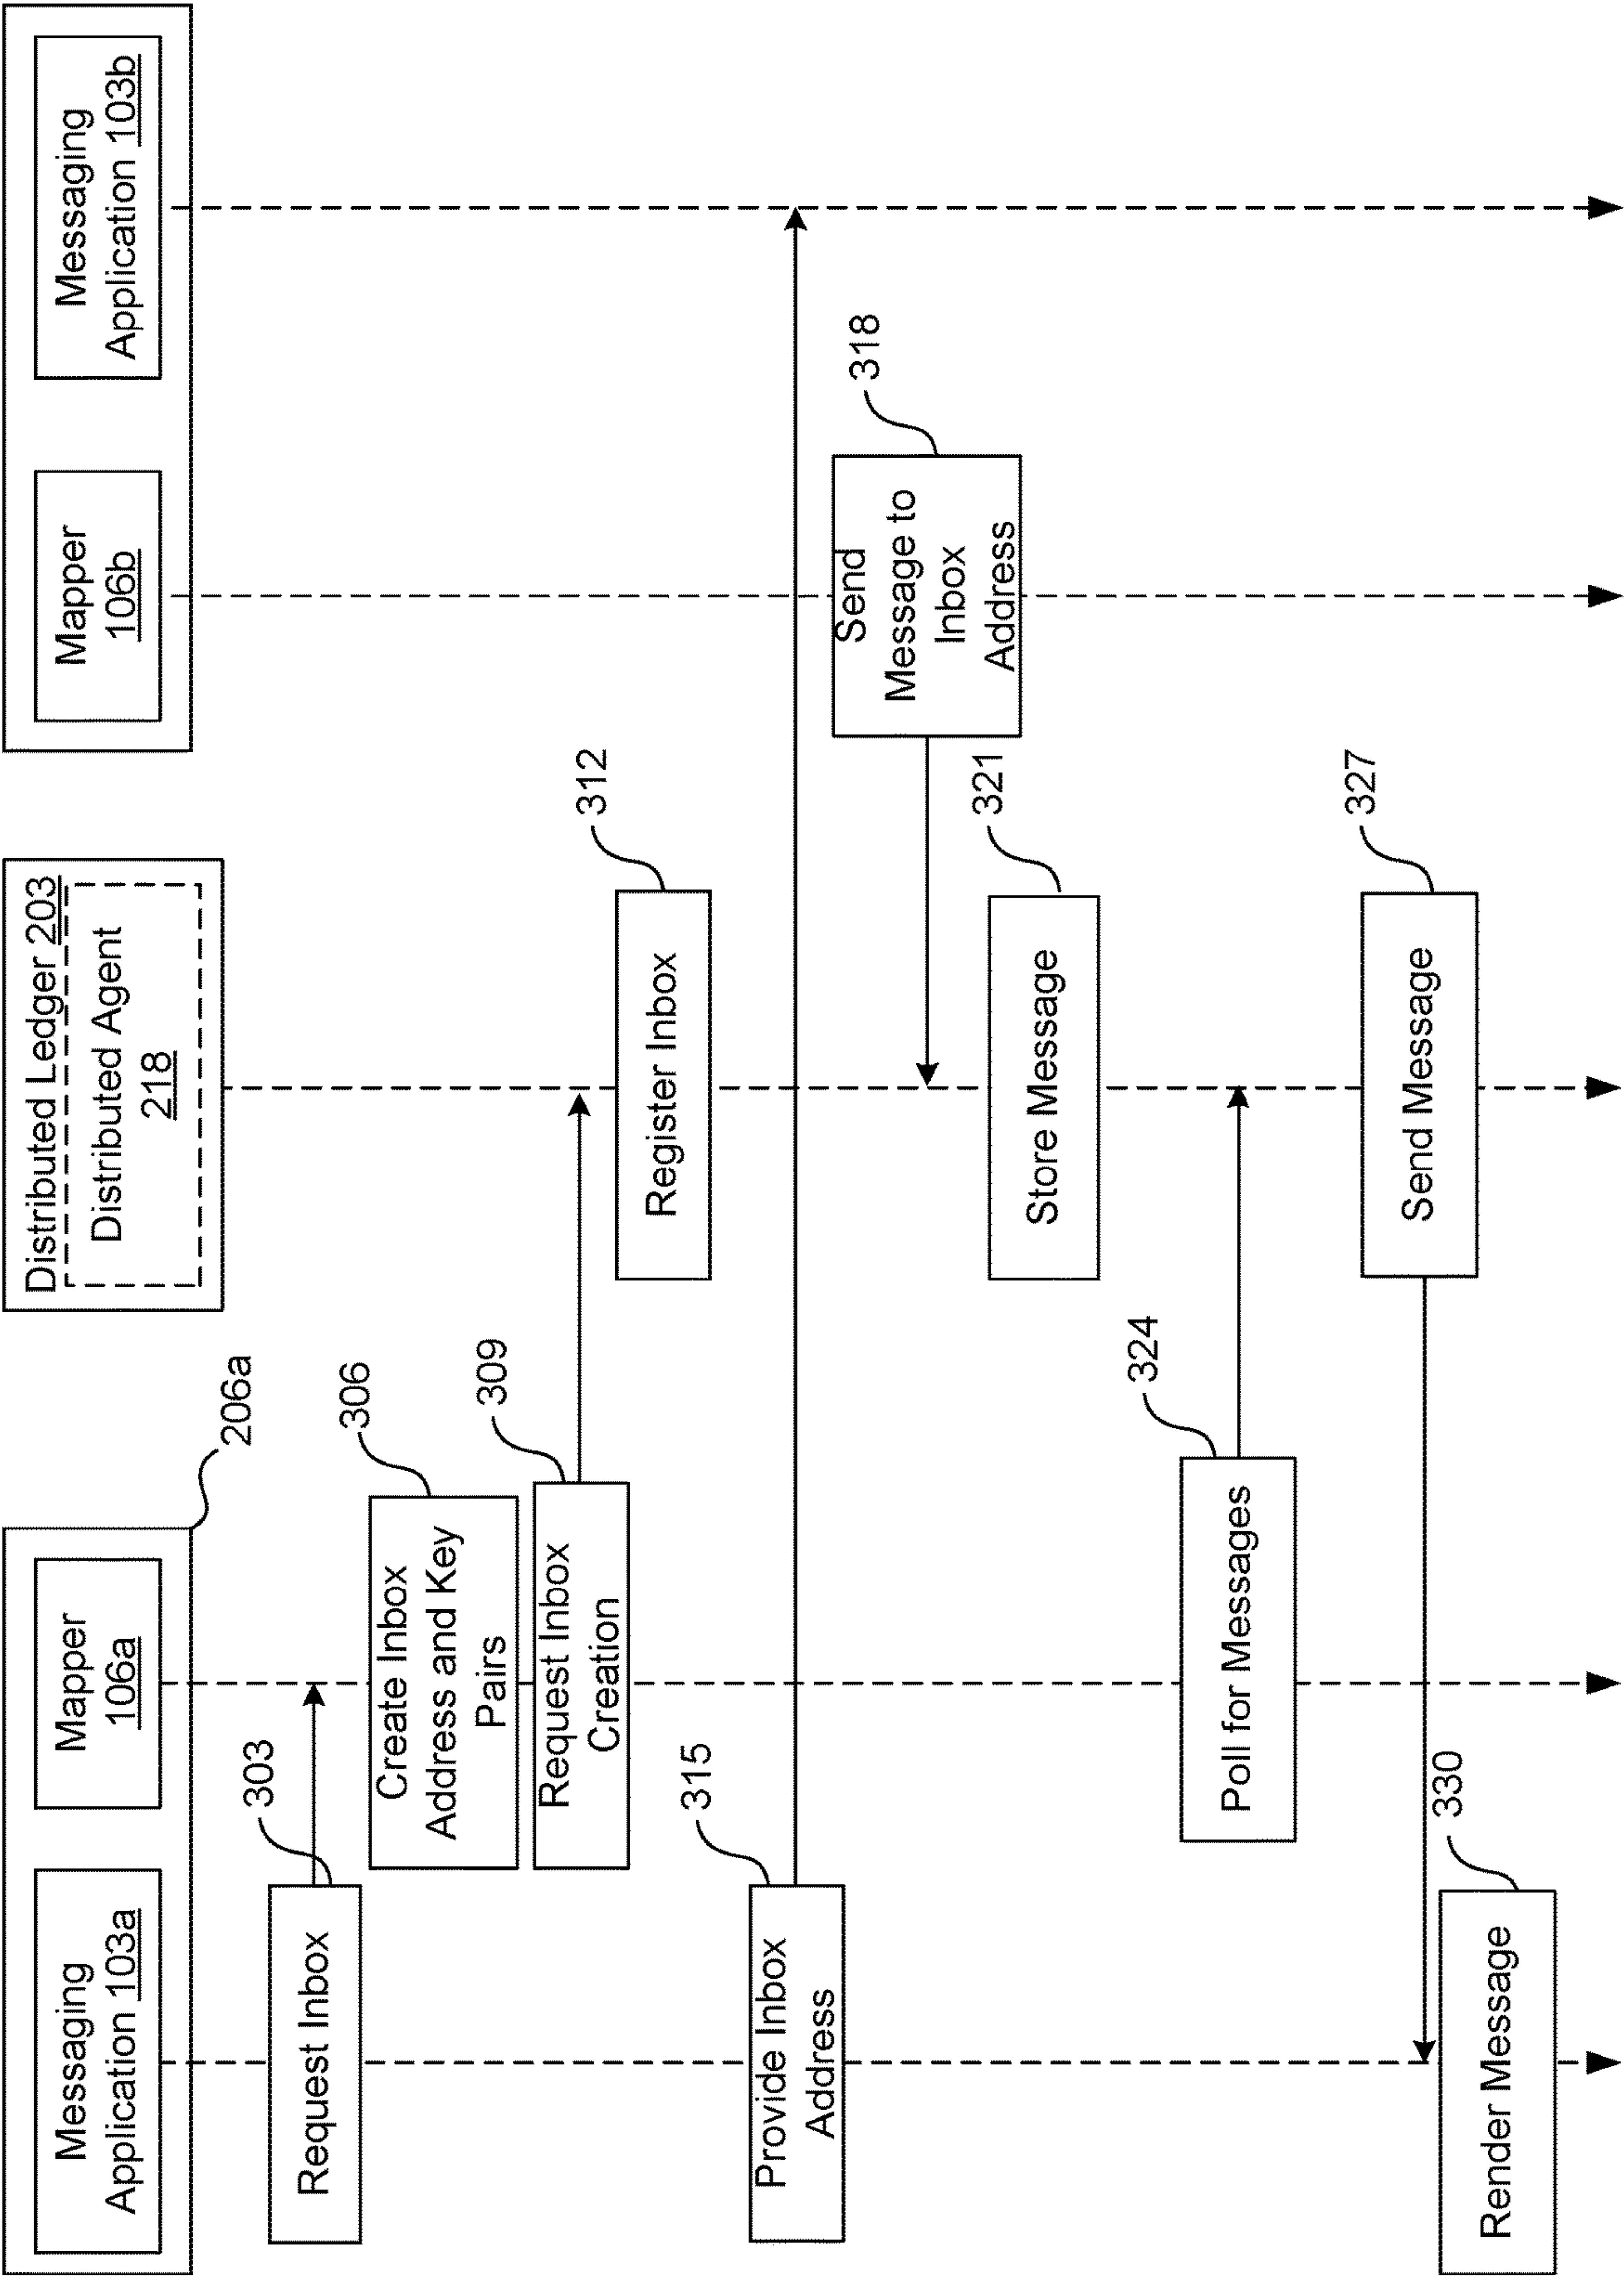 Messaging
Application 103a
Mapper
106a
206a
Distributed Ledger 203
Distributed Agent
218
Mapper
106b
Messaging
Application 103b
Request Inbox
303
Create Inbox
Address and Key
Pairs
306
Request Inbox
Creation
309
Register Inbox
312
Provide Inbox
Address
315
Send
Message to
Inbox
Address
318
Store Message
321
Poll for Messages
324
Send Message
327
Render Message
330